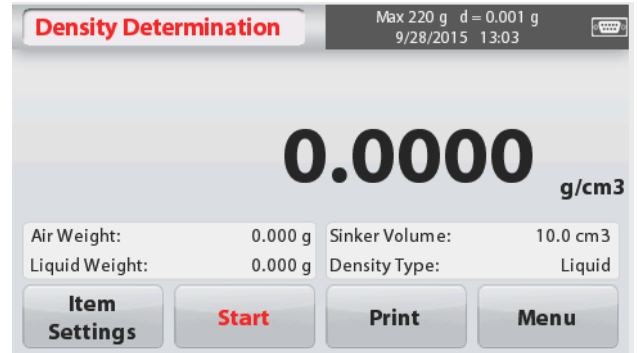 Density Determination
Max 220 g d = 0.001 g
9/28/2015 13:03
0.0000
g/cm3
Air Weight: 0.000 g Sinker Volume: 10.0 cm3
Liquid Weight: 0.000 g Density Type: Liquid
Item
Settings
Start
Print
Menu